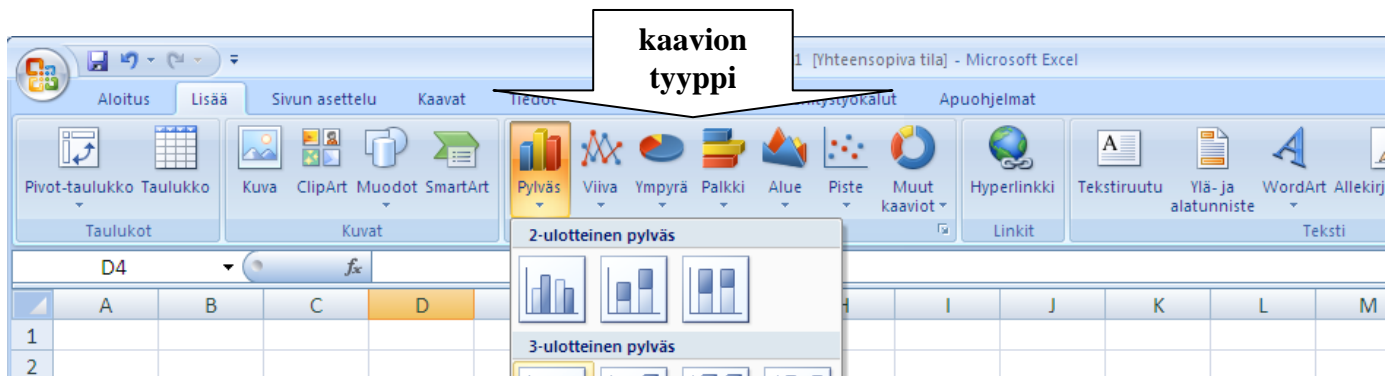 kaavion
tyyppi
1 [Yhteensopiva tila] - Microsoft Excel
Aloitus Lisää Sivun asettelu Kaavat Tiedot Apuohjelmat
Pivot-taulukko Taulukko Kuva ClipArt Muodot SmartArt Pylväs Viiva Ympyrä Palkki Alue Piste Muut kaaviot Hyperlinkki Tekstiruutu Ylä- ja alatunniste WordArt
Taulukot Kuvat Linkit Teksti
2-ulotteinen pylväs
D4 fx
A B C D H I J K L M
1
3-ulotteinen pylväs
2